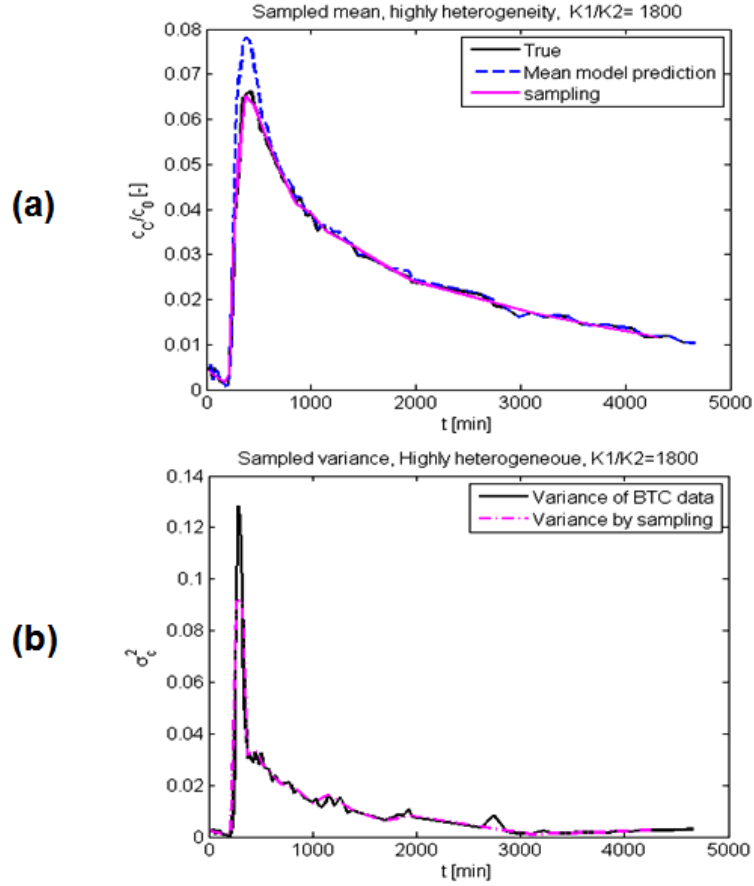 Sampled mean, highly heterogeneity, K1/K2= 1800
0.08
0.07
0.06
0.05
0.04
0.03
0.02
0.01
0
c_c/c_0 [-]
True
Mean model prediction
sampling
(a)
0 1000 2000 3000 4000 5000
t [min]
Sampled variance, Highly heterogeneoue, K1/K2=1800
0.14
0.12
0.1
0.08
0.06
0.04
0.02
0
σ_c^2
Variance of BTC data
Variance by sampling
(b)
0 1000 2000 3000 4000 5000
t [min]